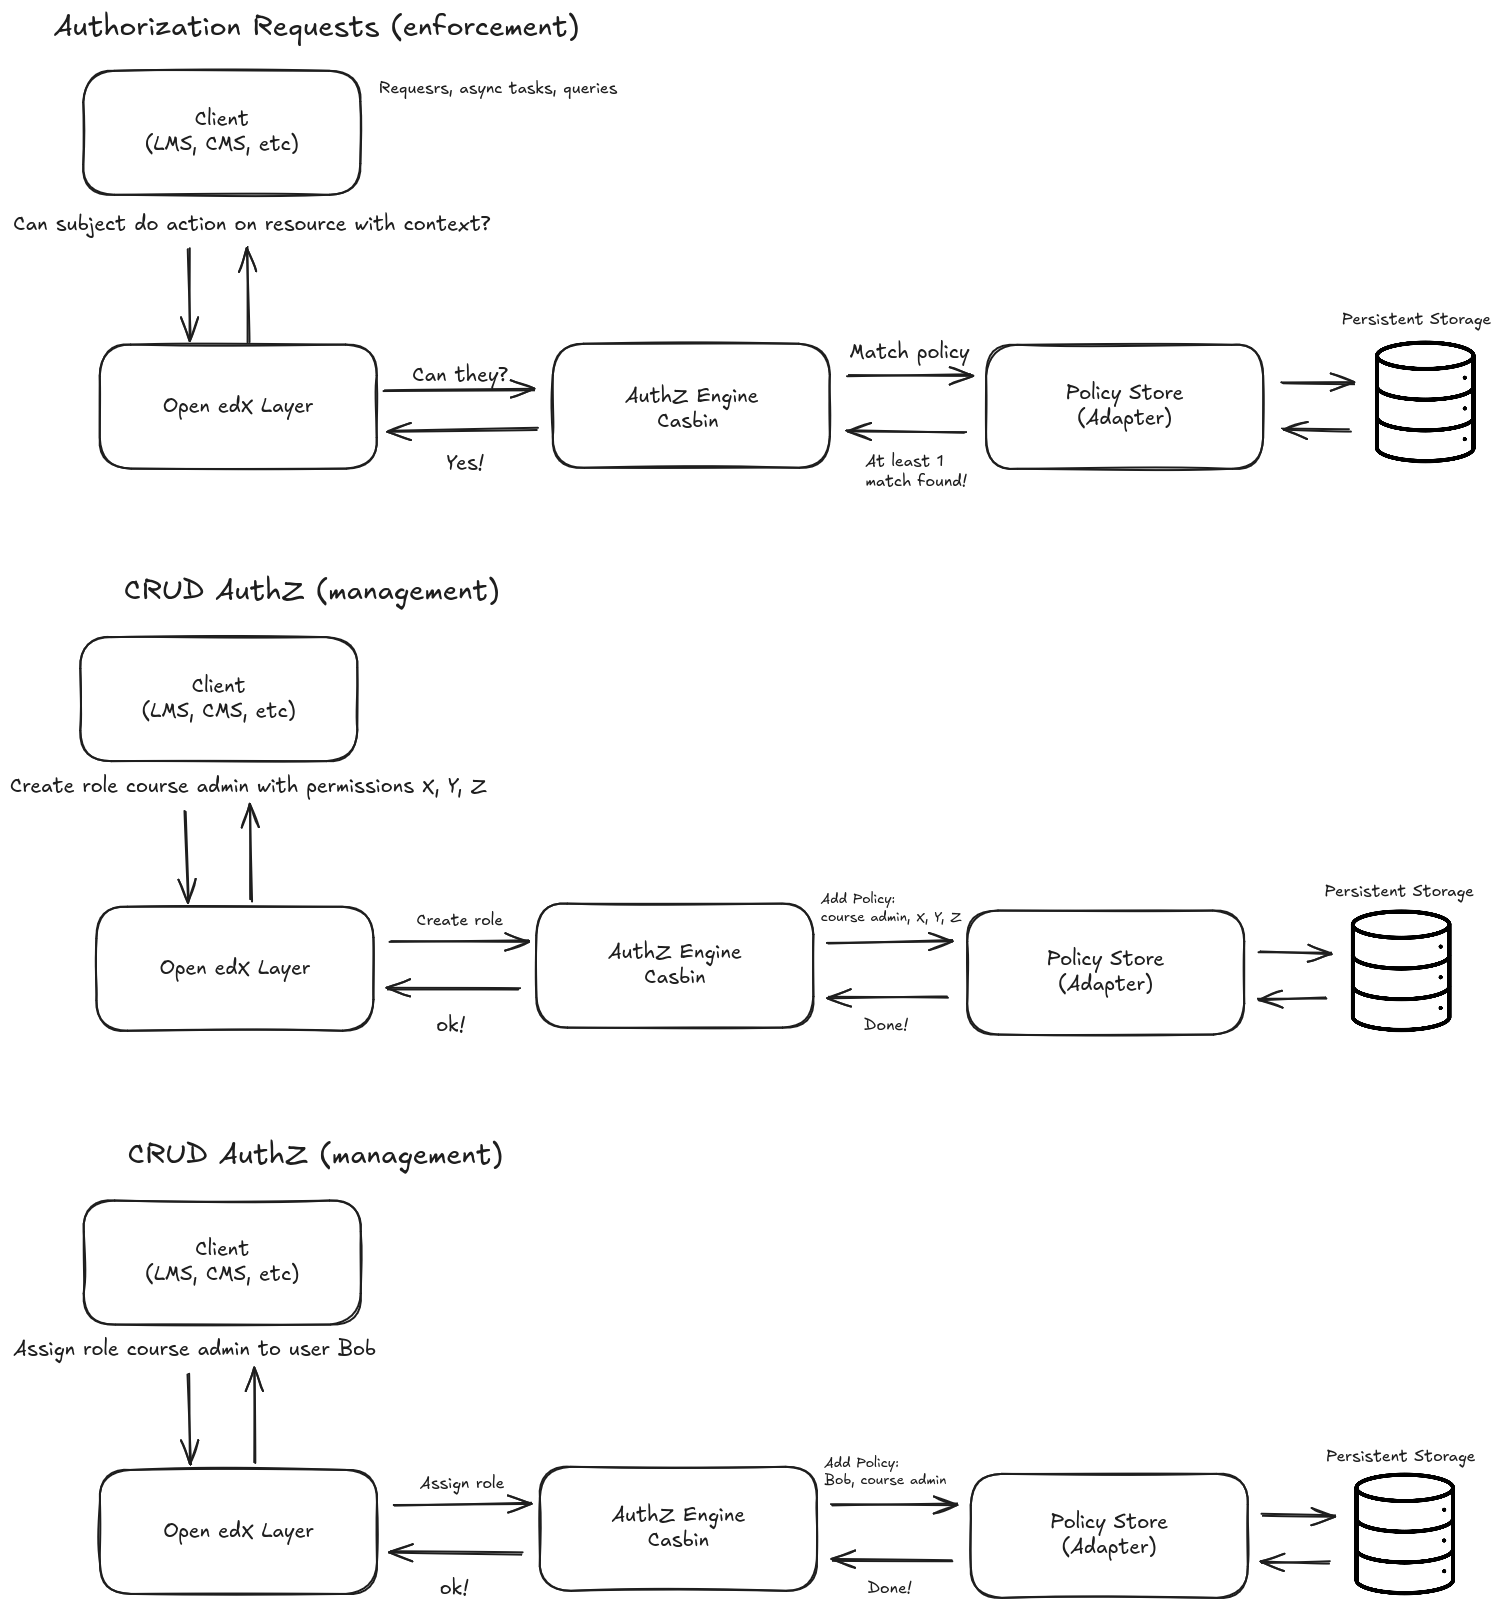 Authorization Requests (enforcement)
Client
(LMS, CMS, etc)
Requesrs, async tasks, queries
Can subject do action on resource with context?
Open edX Layer
Can they?
Yes!
AuthZ Engine
Casbin
Match policy
At least 1
match found!
Policy Store
(Adapter)
Persistent Storage
CRUD AuthZ (management)
Client
(LMS, CMS, etc)
Create role course admin with permissions X, Y, Z
Open edX Layer
Create role
ok!
AuthZ Engine
Casbin
Add Policy:
course admin, X, Y, Z
Done!
Policy Store
(Adapter)
Persistent Storage
CRUD AuthZ (management)
Client
(LMS, CMS, etc)
Assign role course admin to user Bob
Open edX Layer
Assign role
ok!
AuthZ Engine
Casbin
Add Policy:
Bob, course admin
Done!
Policy Store
(Adapter)
Persistent Storage